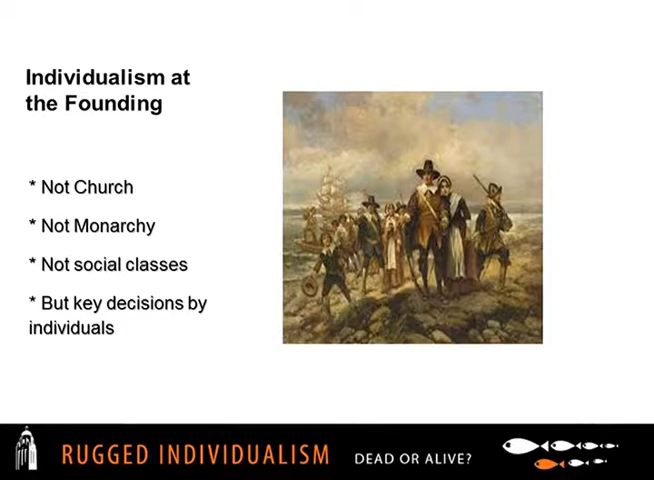 Individualism at
the Founding
* Not Church
* Not Monarchy
* Not social classes
* But key decisions by
individuals
RUGGED INDIVIDUALISM DEAD OR ALIVE?